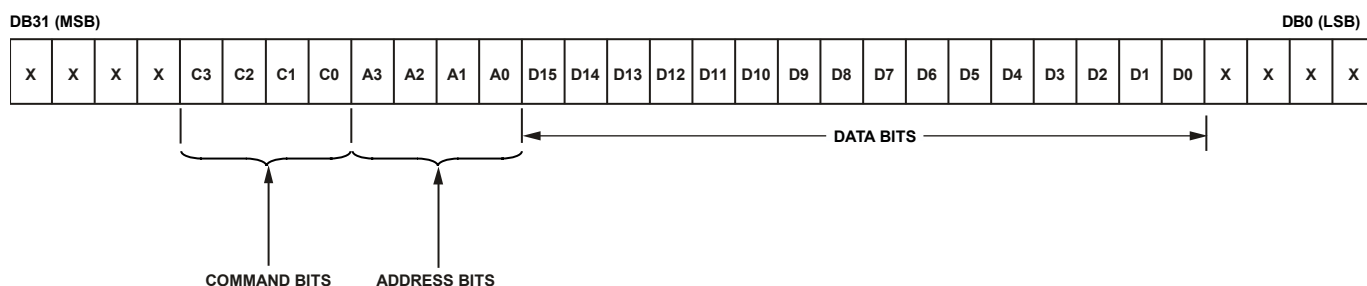 DB31 (MSB) DB0 (LSB)
X X X X C3 C2 C1 C0 A3 A2 A1 A0 D15 D14 D13 D12 D11 D10 D9 D8 D7 D6 D5 D4 D3 D2 D1 D0 X X X X
DATA BITS
COMMAND BITS ADDRESS BITS